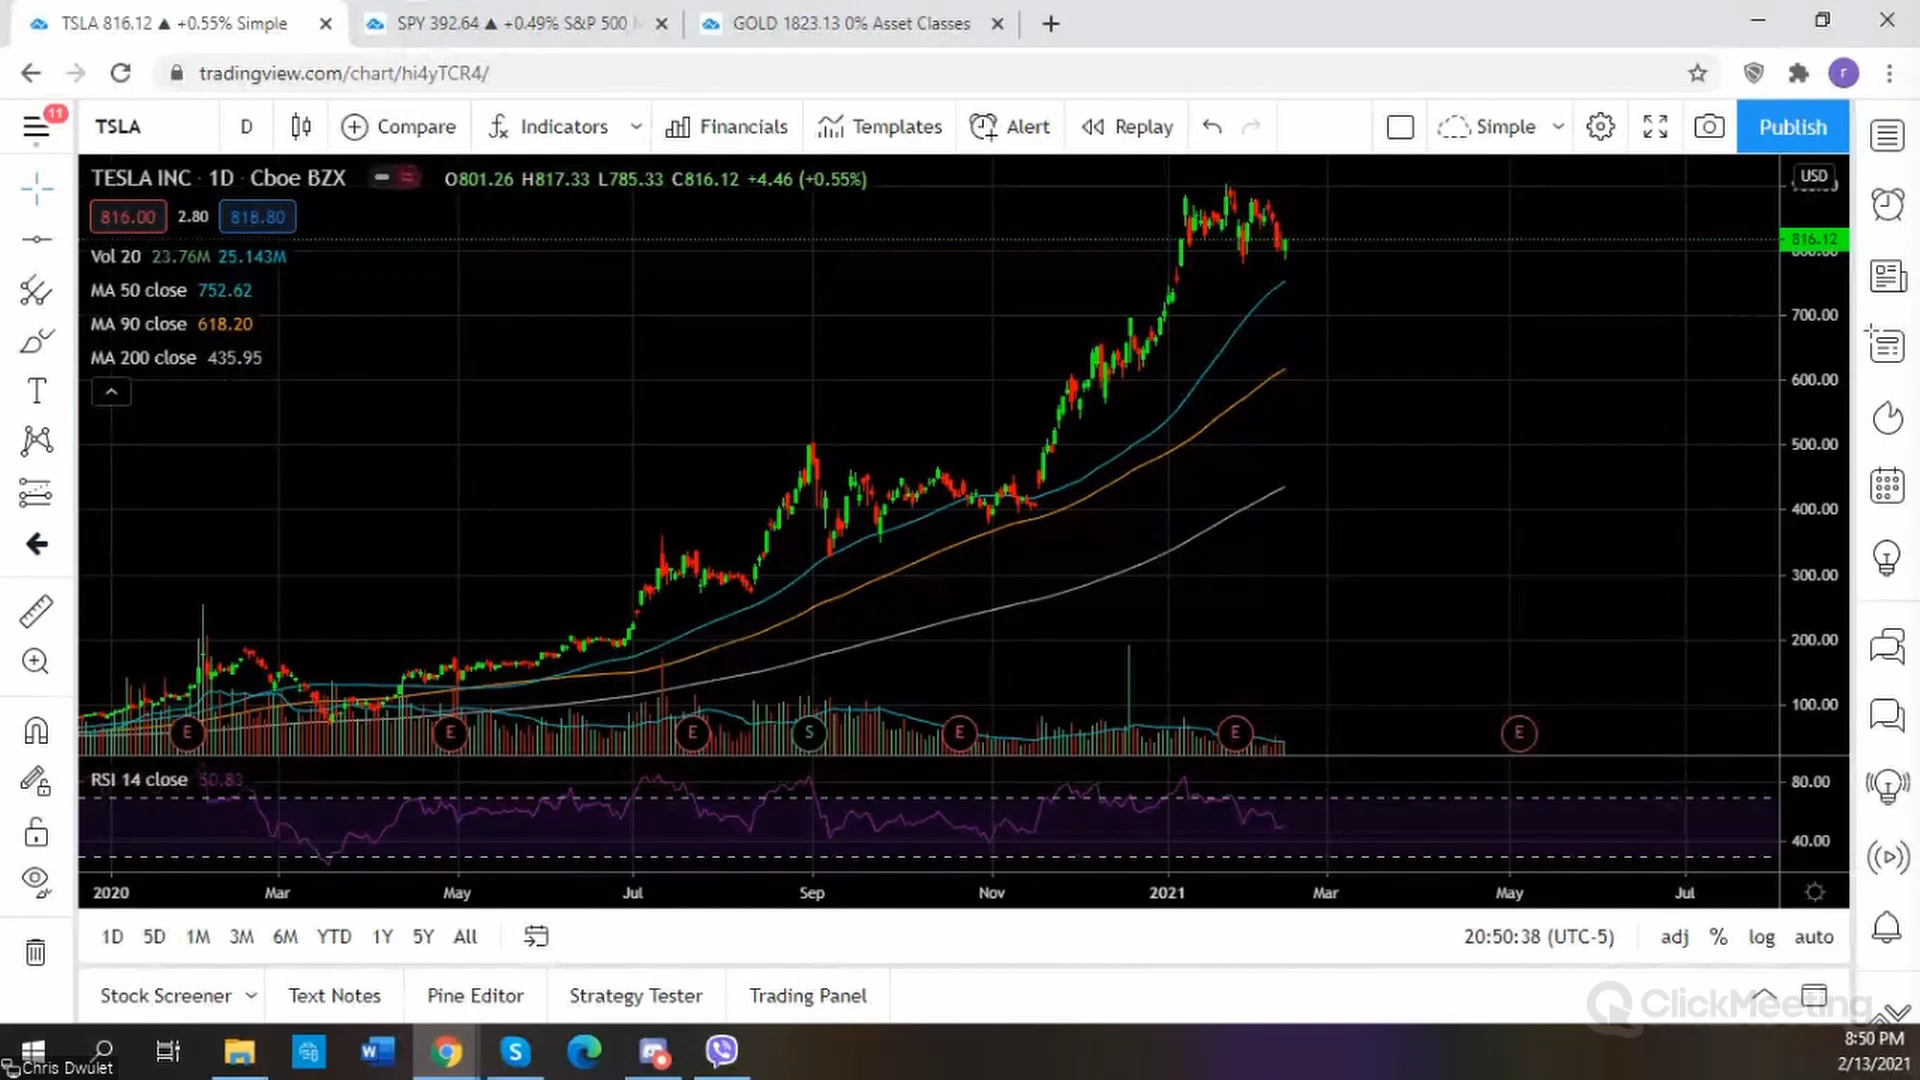 TSLA 816.12 ▲ +0.55% Simple
SPY 392.64 ▲ +0.49% S&P 500
GOLD 1823.13 0% Asset Classes
tradingview.com/chart/hi4yTCR4/
r
11
TSLA
D
Compare
Indicators
Financials
Templates
Alert
Replay
Simple
Publish
TESLA INC · 1D · Cboe BZX
O801.26 H817.33 L785.33 C816.12 +4.46 (+0.55%)
USD
816.00 2.80 818.80
816.12
800.00
Vol 20 23.76M 25.143M
MA 50 close 752.62
MA 90 close 618.20
MA 200 close 435.95
700.00
600.00
500.00
400.00
300.00
200.00
100.00
E E E S E E E
RSI 14 close 50.83
80.00
40.00
2020 Mar May Jul Sep Nov 2021 Mar May Jul
1D 5D 1M 3M 6M YTD 1Y 5Y All
20:50:38 (UTC-5)
adj % log auto
Stock Screener
Text Notes
Pine Editor
Strategy Tester
Trading Panel
ClickMeeting
Chris Dwulet
8:50 PM
2/13/2021